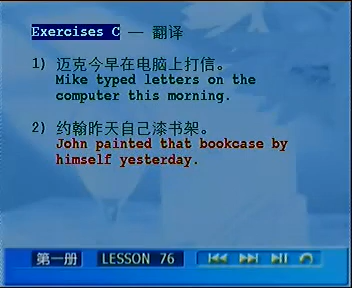 Exercises C — 翻译
1) 迈克今早在电脑上打信。
Mike typed letters on the
computer this morning.
2) 约翰昨天自己漆书架。
John painted that bookcase by
himself yesterday.
第一册 LESSON 76